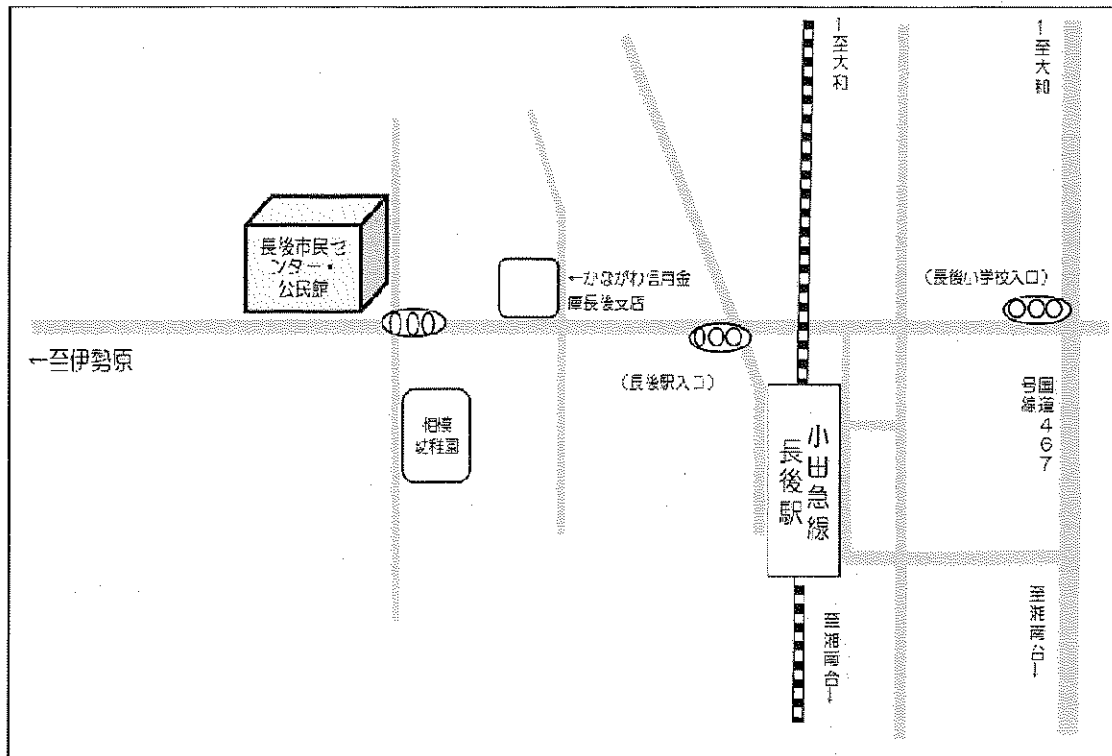 ↑至大和
↑至大和
長後市民セ
ンター・
公民館
←かながわ信用金
庫長後支店
（長後小学校入口）
←至伊勢原
（長後駅入口）
国道467
号線
相模
幼稚園
小田急線
長後駅
至湘南台→
至湘南台→